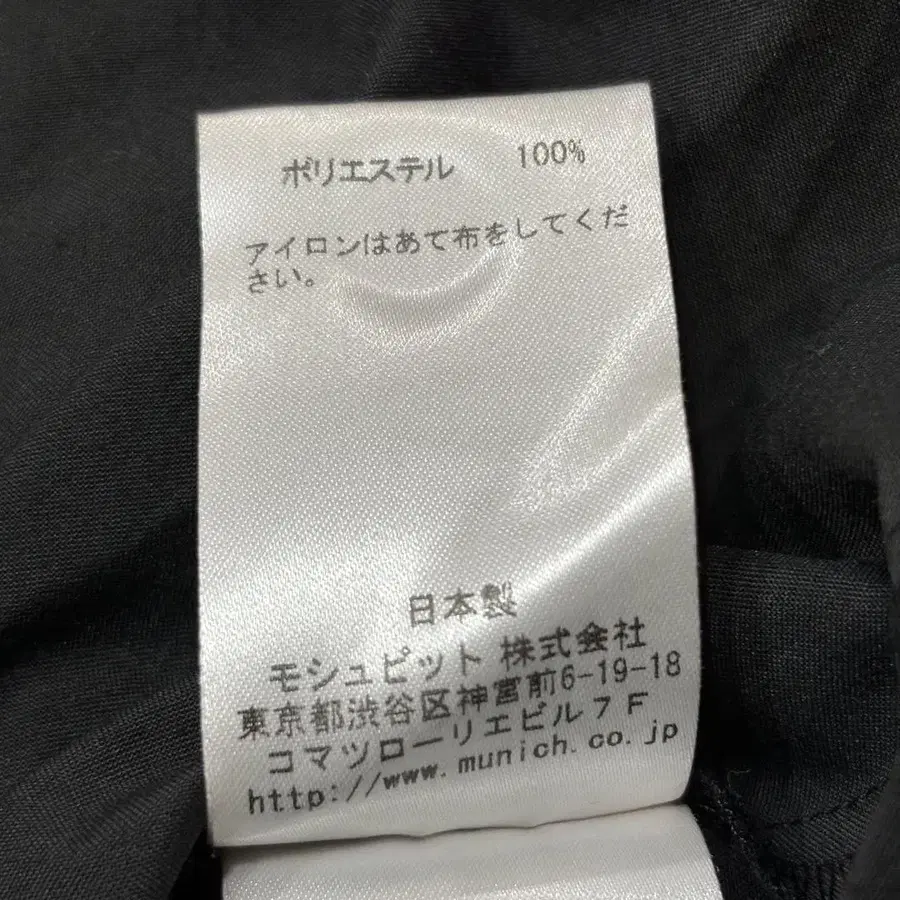 ポリエステル 100%
アイロンはあて布をしてくだ
さい。
日本製
モシュピット 株式会社
東京都渋谷区神宮前6-19-18
コマツローリエビル7F
http://www.munich.co.jp